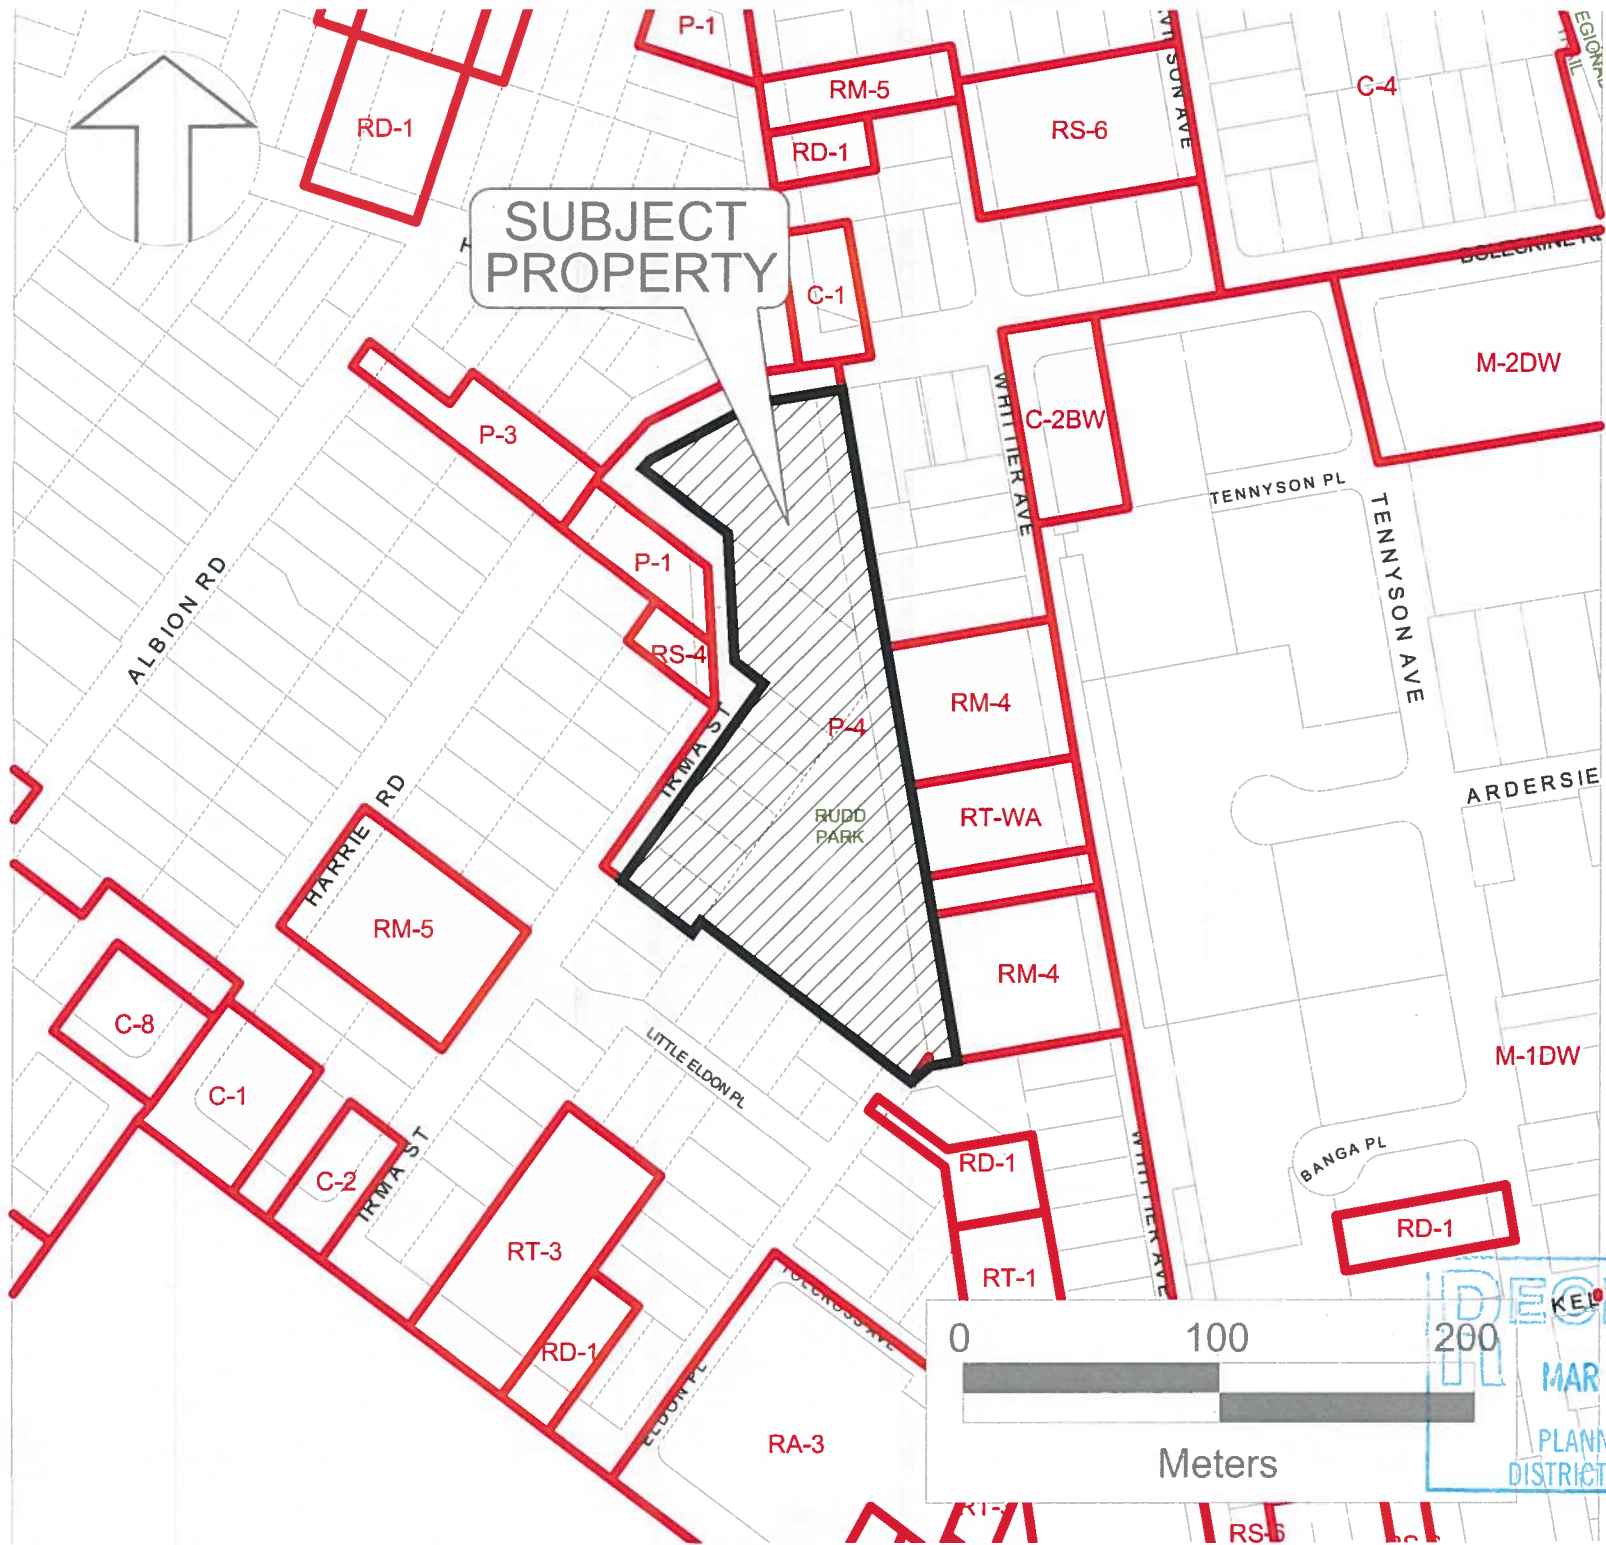 P-1
RM-5
RD-1
RD-1
RS-6
C-4
SUBJECT
PROPERTY
C-1
M-2DW
P-3
C-2BW
WHITTIER AVE
TENNYSON PL
TENNYSON AVE
ALBION RD
P-1
RS-4
IRMA ST
P-4
RM-4
RUDD
PARK
RT-WA
ARDERSIE
HARRIE RD
RM-5
RM-4
C-8
C-1
C-2
IRMA ST
LITTLE ELDON PL
M-1DW
RD-1
BANGA PL
WHITTIER AVE
RD-1
RT-3
RT-1
RD-1
ELDON PL
RA-3
KEL
0 100 200
Meters
MAR
PLANN
DISTRICT
RS-6